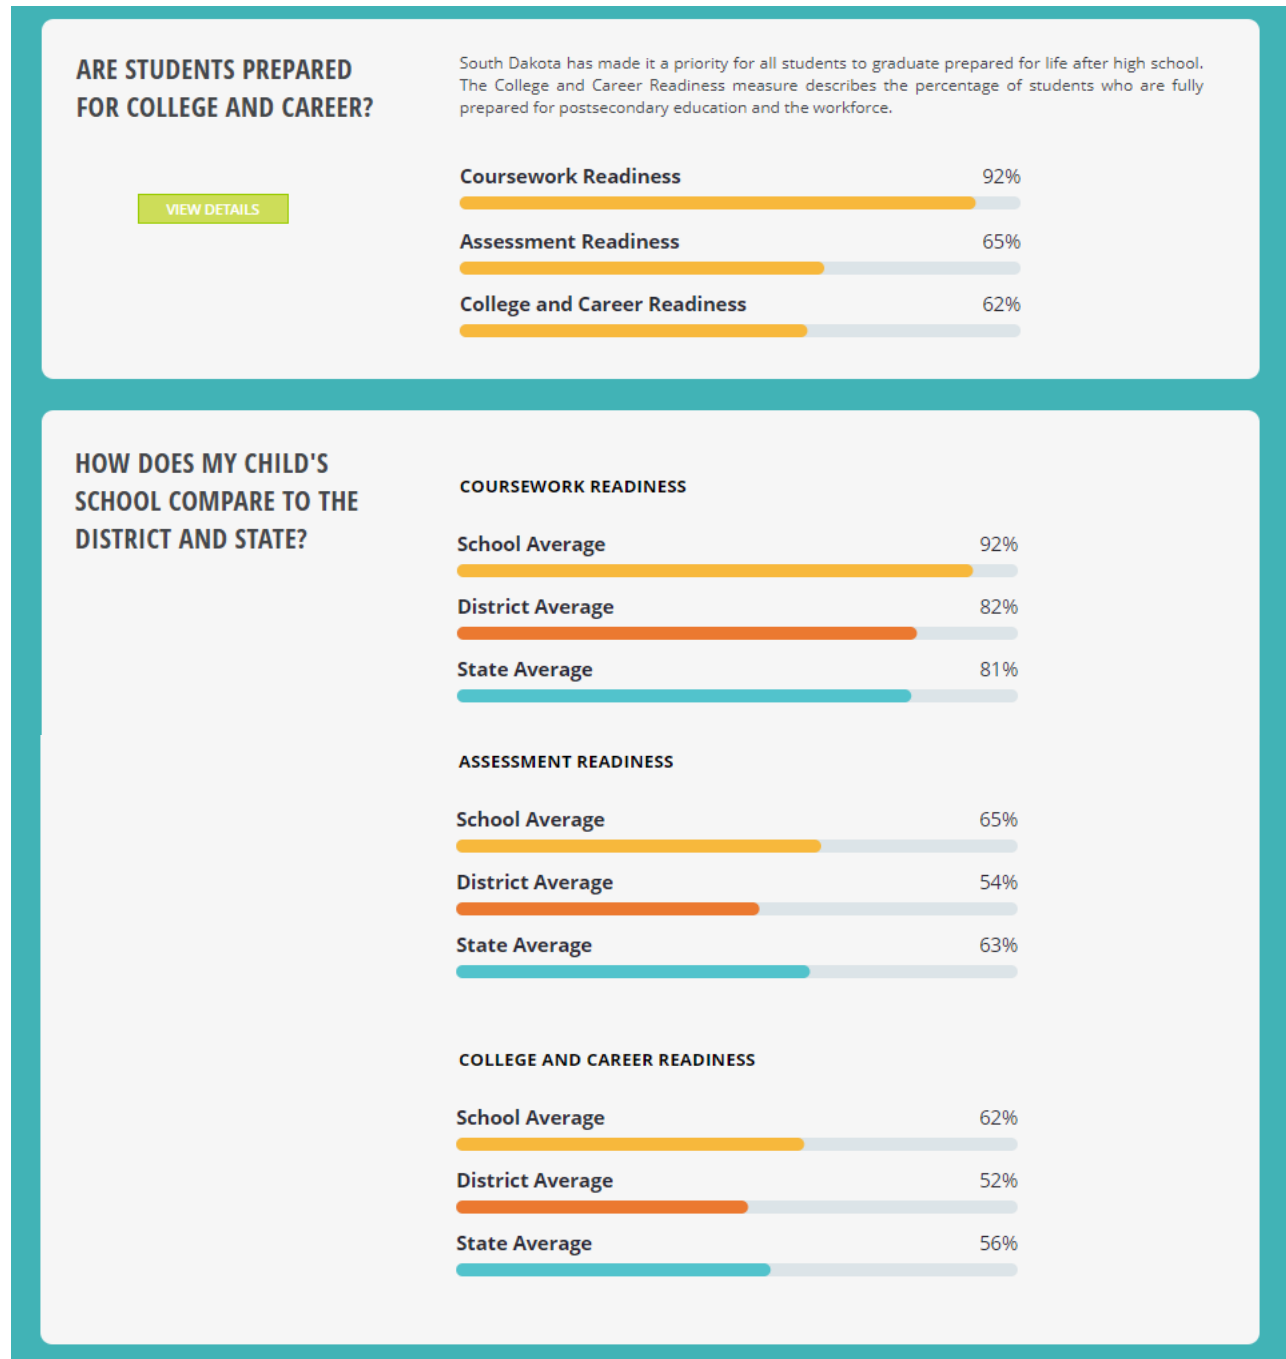 ARE STUDENTS PREPARED
FOR COLLEGE AND CAREER?
VIEW DETAILS
South Dakota has made it a priority for all students to graduate prepared for life after high school.
The College and Career Readiness measure describes the percentage of students who are fully
prepared for postsecondary education and the workforce.
Coursework Readiness 92%
Assessment Readiness 65%
College and Career Readiness 62%
HOW DOES MY CHILD'S
SCHOOL COMPARE TO THE
DISTRICT AND STATE?
COURSEWORK READINESS
School Average 92%
District Average 82%
State Average 81%
ASSESSMENT READINESS
School Average 65%
District Average 54%
State Average 63%
COLLEGE AND CAREER READINESS
School Average 62%
District Average 52%
State Average 56%